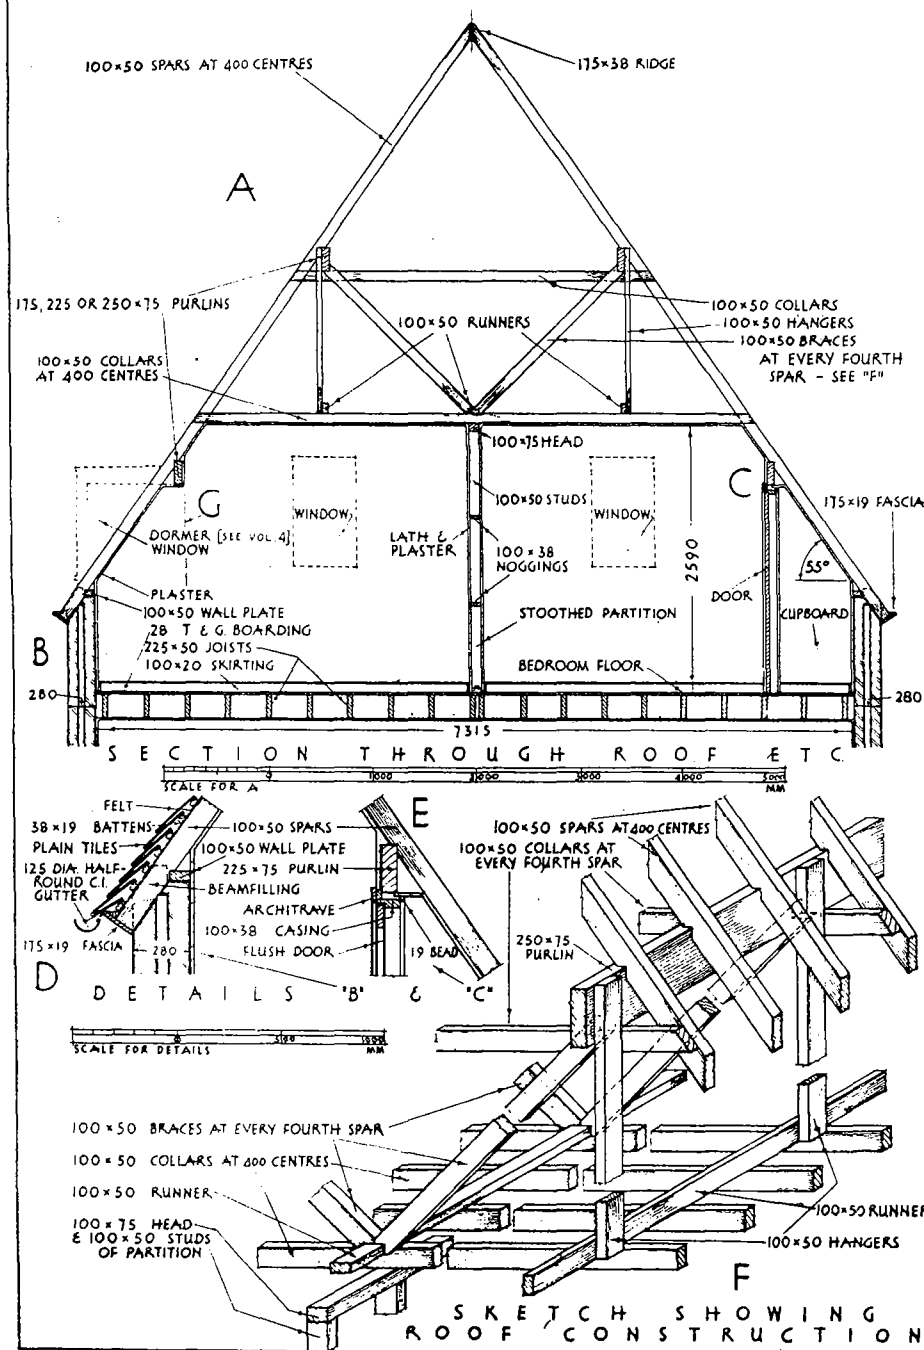 100×50 SPARS AT 400 CENTRES
175×38 RIDGE
A
175, 225 OR 250×75 PURLINS
100×50 COLLARS
AT 400 CENTRES
100×50 RUNNERS
100×50 COLLARS
100×50 HANGERS
100×50 BRACES
AT EVERY FOURTH
SPAR - SEE "F"
100×75 HEAD
G
C
100×50 STUDS
WINDOW
WINDOW
175×19 FASCIA
DORMER [SEE VOL. 4]
WINDOW
LATH &
PLASTER
100×38
NOGGINGS
2590
DOOR
55°
PLASTER
100×50 WALL PLATE
STOOTHED PARTITION
CUPBOARD
28 T & G. BOARDING
B
225×50 JOISTS
100×20 SKIRTING
BEDROOM FLOOR
280
280
7315
SECTION THROUGH ROOF ETC.
0 1000 2000 3000 4000 5000
SCALE FOR A
MM
FELT
38×19 BATTENS
PLAIN TILES
125 DIA. HALF-
ROUND C.I.
GUTTER
175×19 FASCIA
280
100×50 SPARS
100×50 WALL PLATE
225×75 PURLIN
BEAMFILLING
ARCHITRAVE
100×38 CASING
FLUSH DOOR
19 BEAD
E
D
DETAILS "B" & "C"
0 500 1000
SCALE FOR DETAILS
MM
100×50 SPARS AT 400 CENTRES
100×50 COLLARS AT
EVERY FOURTH SPAR
250×75
PURLIN
100×50 BRACES AT EVERY FOURTH SPAR
100×50 COLLARS AT 400 CENTRES
100×50 RUNNER
100×75 HEAD
& 100×50 STUDS
OF PARTITION
100×50 RUNNER
100×50 HANGERS
F
SKETCH SHOWING
ROOF CONSTRUCTION